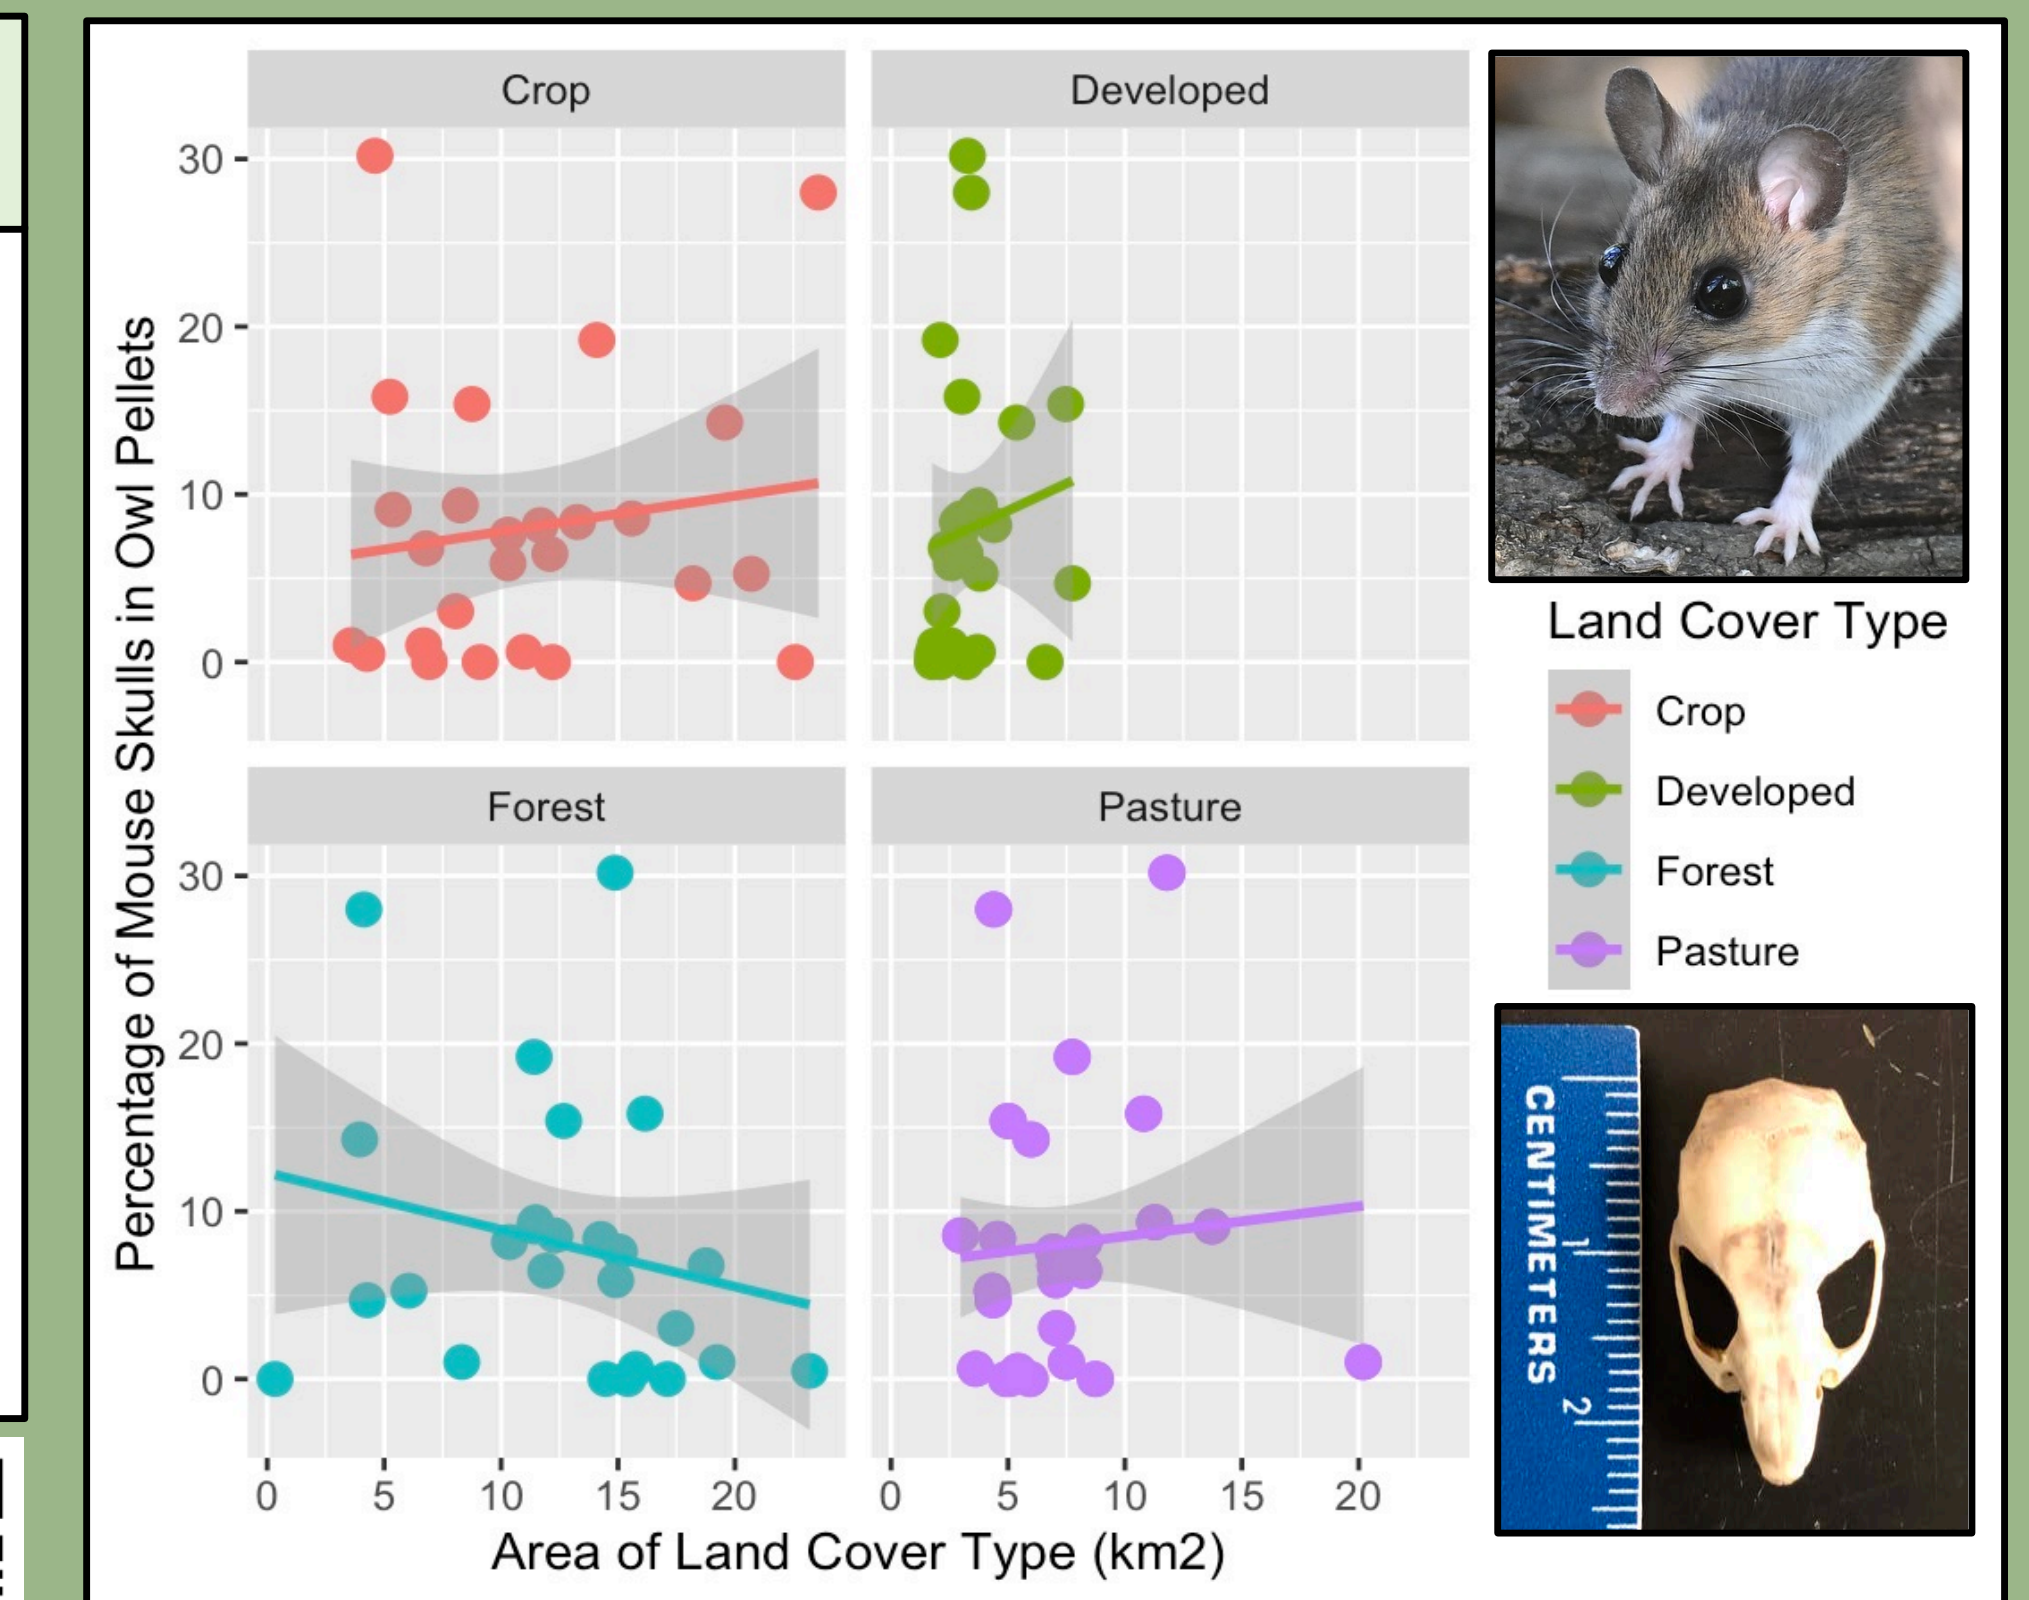 Crop
Developed
30
20
10
0
Percentage of Mouse Skulls in Owl Pellets
Forest
Pasture
30
20
10
0
0 5 10 15 20
0 5 10 15 20
Area of Land Cover Type (km2)
Land Cover Type
Crop
Developed
Forest
Pasture
CENTIMETERS
1
2